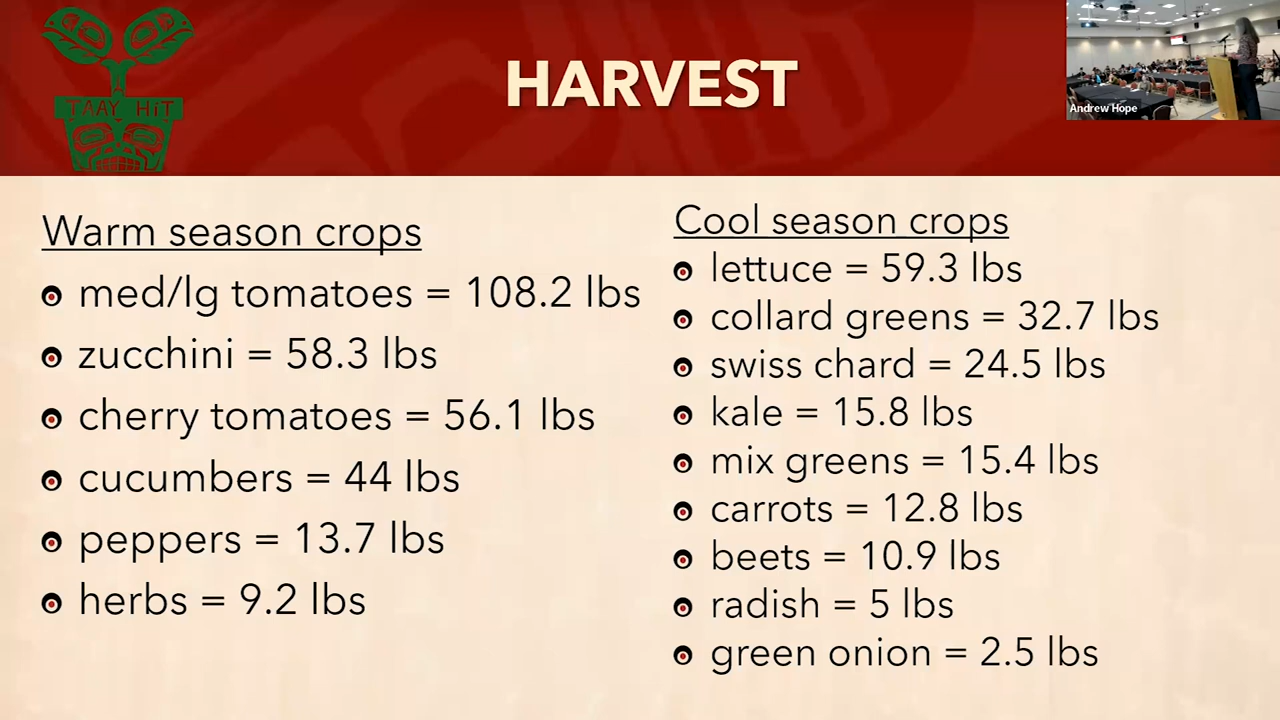 TAAY HiT
HARVEST
Andrew Hope
Warm season crops
med/lg tomatoes = 108.2 lbs
zucchini = 58.3 lbs
cherry tomatoes = 56.1 lbs
cucumbers = 44 lbs
peppers = 13.7 lbs
herbs = 9.2 lbs
Cool season crops
lettuce = 59.3 lbs
collard greens = 32.7 lbs
swiss chard = 24.5 lbs
kale = 15.8 lbs
mix greens = 15.4 lbs
carrots = 12.8 lbs
beets = 10.9 lbs
radish = 5 lbs
green onion = 2.5 lbs